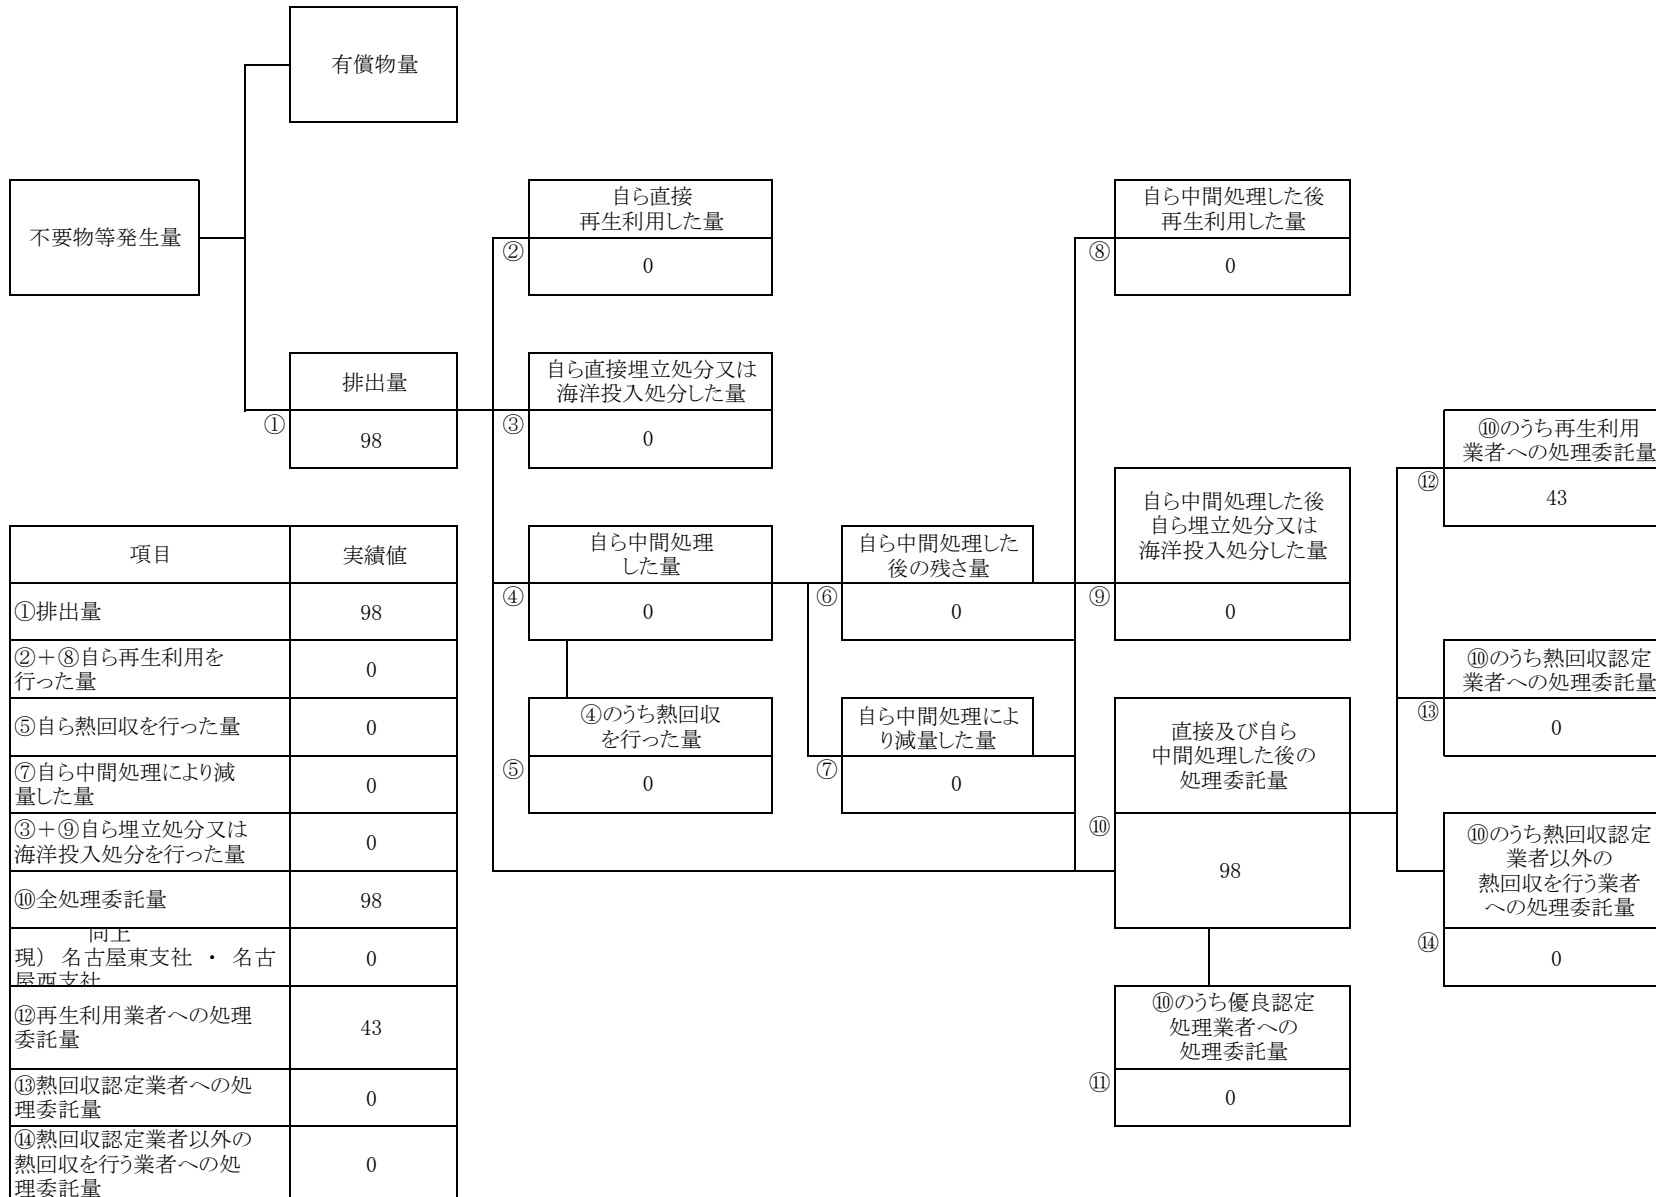 有償物量
不要物等発生量
自ら直接
再生利用した量
②
0
自ら中間処理した後
再生利用した量
⑧
0
排出量
①
98
自ら直接埋立処分又は
海洋投入処分した量
③
0
⑩のうち再生利用
業者への処理委託量
⑫
43
自ら中間処理
した量
④
0
自ら中間処理した
後の残さ量
⑥
0
自ら中間処理した後
自ら埋立処分又は
海洋投入処分した量
⑨
0
⑩のうち熱回収認定
業者への処理委託量
⑬
0
④のうち熱回収
を行った量
⑤
0
自ら中間処理によ
り減量した量
⑦
0
直接及び自ら
中間処理した後の
処理委託量
⑩
98
⑩のうち熱回収認定
業者以外の
熱回収を行う業者
への処理委託量
⑭
0
⑩のうち優良認定
処理業者への
処理委託量
⑪
0
項目 実績値
①排出量 98
②+⑧自ら再生利用を
行った量 0
⑤自ら熱回収を行った量 0
⑦自ら中間処理により減
量した量 0
③+⑨自ら埋立処分又は
海洋投入処分を行った量 0
⑩全処理委託量 98
同上
現) 名古屋東支社 ・ 名古
屋西支社 0
⑫再生利用業者への処理
委託量 43
⑬熱回収認定業者への処
理委託量 0
⑭熱回収認定業者以外の
熱回収を行う業者への処
理委託量 0